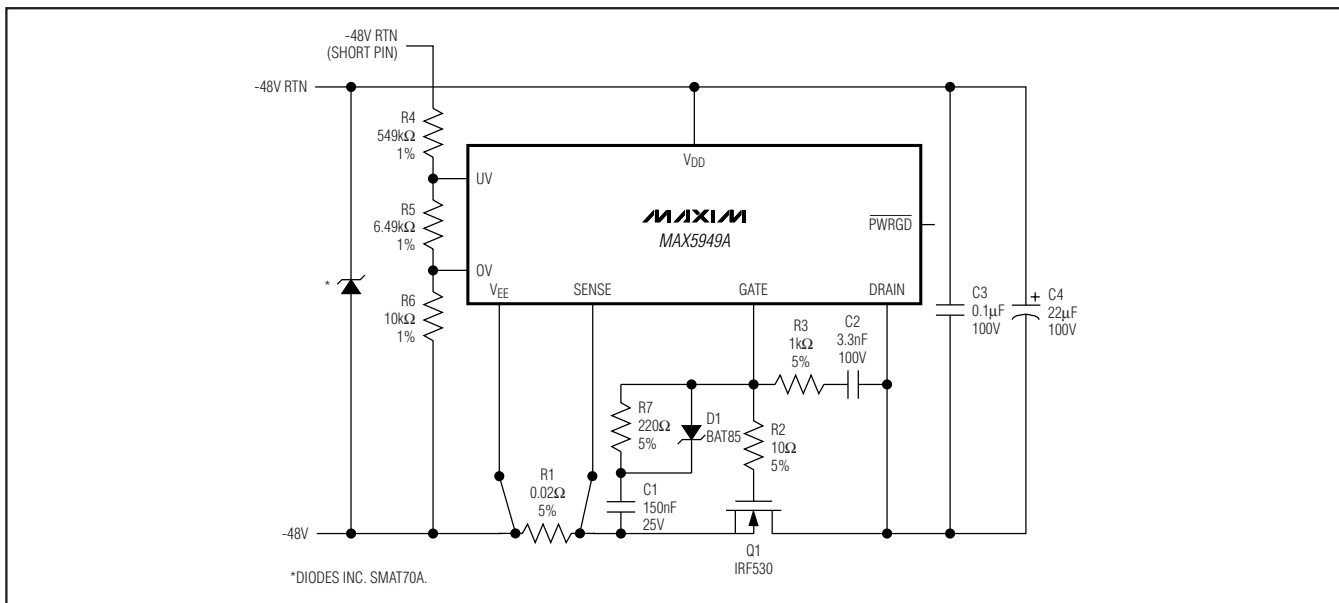 -48V RTN
(SHORT PIN)
-48V RTN
R4
549kΩ
1%
VDD
UV
R5
6.49kΩ
1%
MAXIM
MAX5949A
PWRGD
OV
*
R6
10kΩ
1%
VEE
SENSE
GATE
DRAIN
C3
0.1µF
100V
+
C4
22µF
100V
R3
1kΩ
5%
C2
3.3nF
100V
R7
220Ω
5%
D1
BAT85
R2
10Ω
5%
R1
0.02Ω
5%
C1
150nF
25V
-48V
Q1
IRF530
*DIODES INC. SMAT70A.